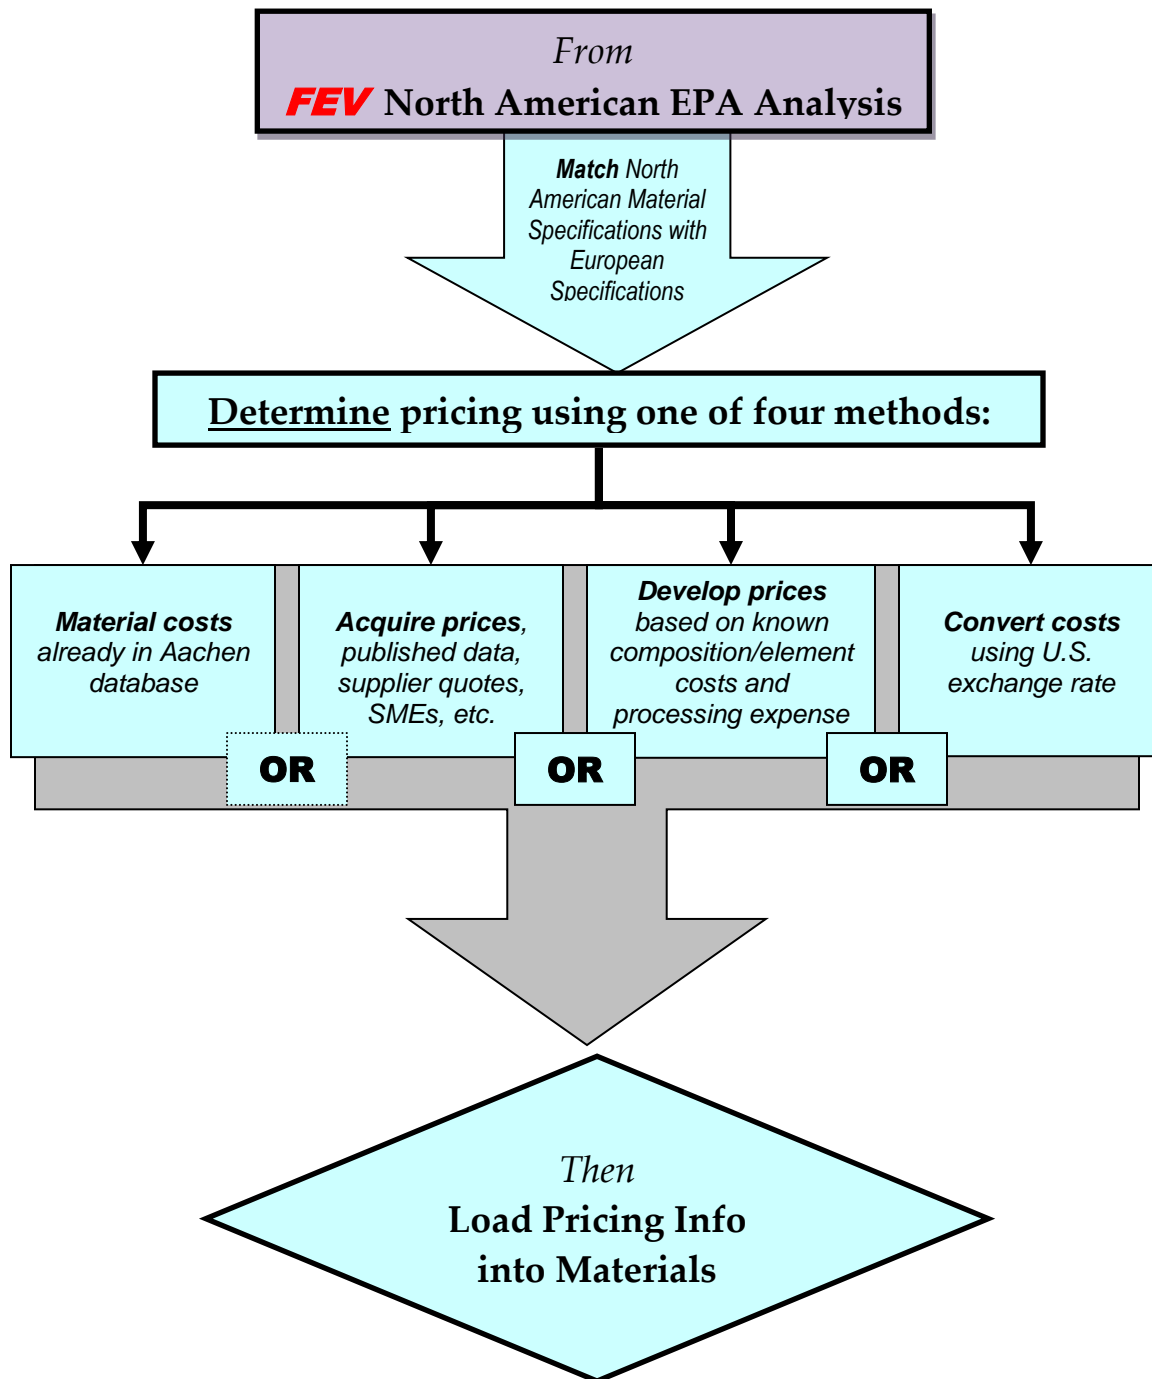 From
FEV North American EPA Analysis
Match North
American Material
Specifications with
European
Specifications
Determine pricing using one of four methods:
Material costs
already in Aachen
database
Acquire prices,
published data,
supplier quotes,
SMEs, etc.
Develop prices
based on known
composition/element
costs and
processing expense
Convert costs
using U.S.
exchange rate
OR
OR
OR
Then
Load Pricing Info
into Materials